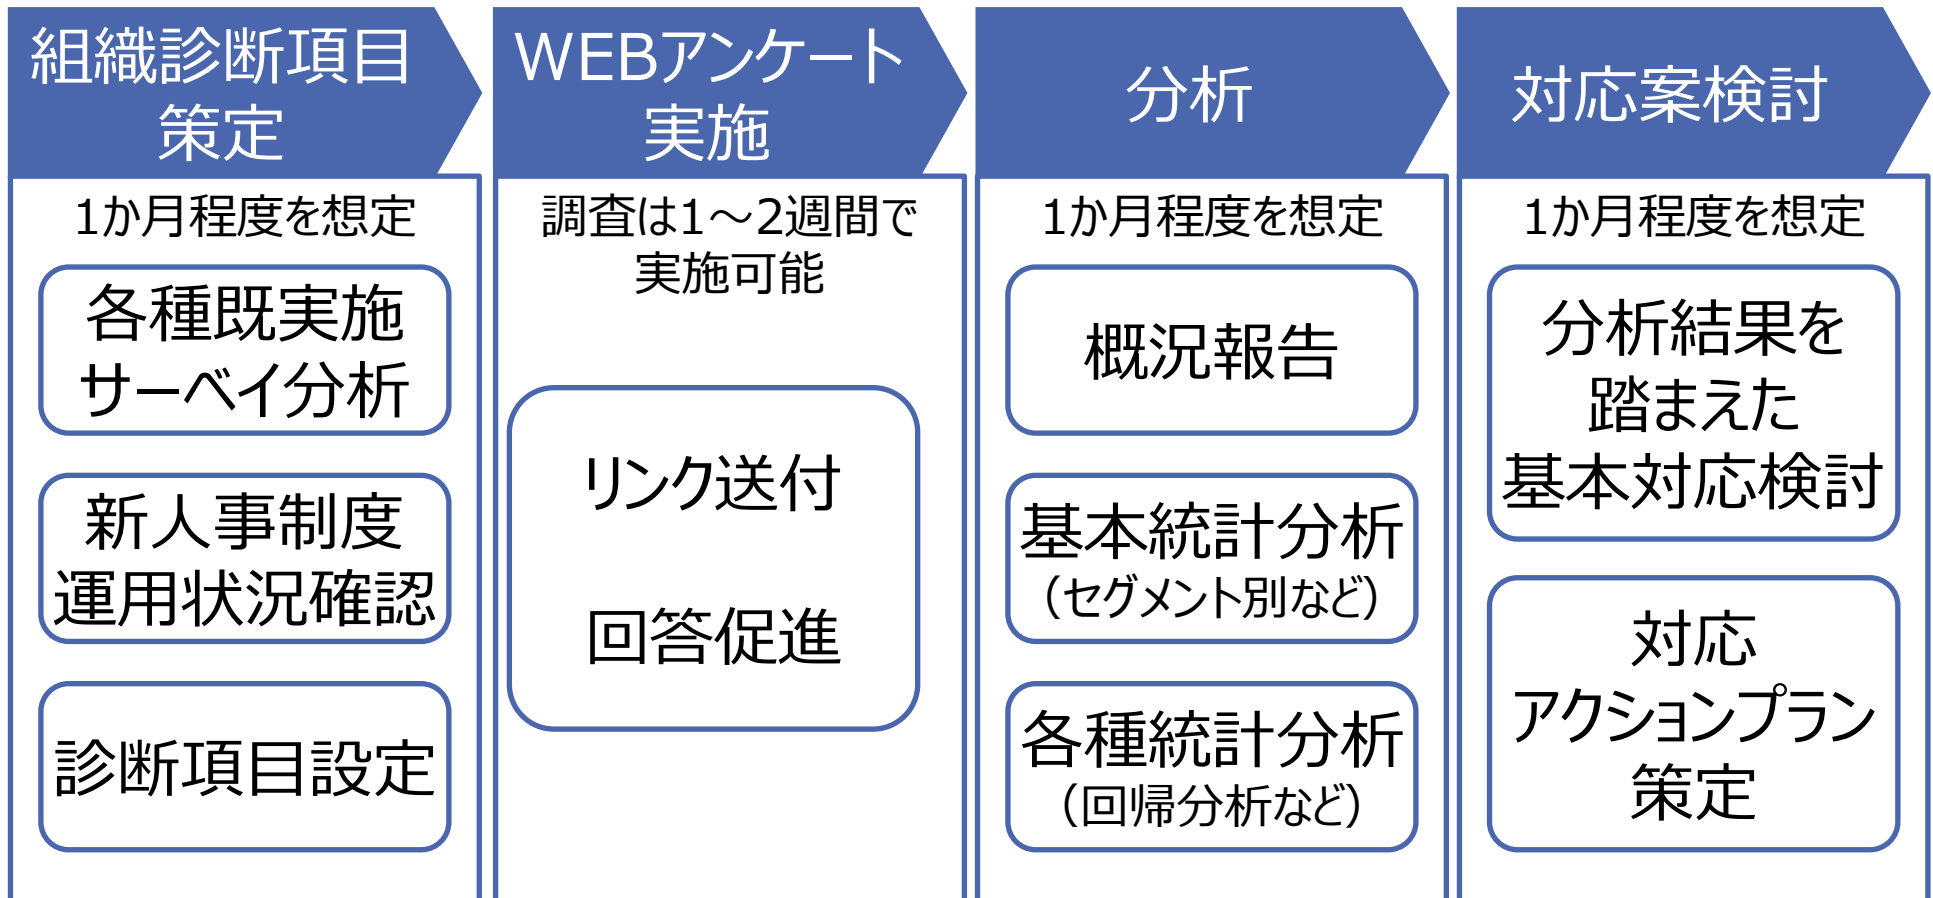 組織診断項目
策定
1か月程度を想定
各種既実施
サーベイ分析
新人事制度
運用状況確認
診断項目設定
WEBアンケート
実施
調査は1～2週間で
実施可能
リンク送付
回答促進
分析
1か月程度を想定
概況報告
基本統計分析
（セグメント別など）
各種統計分析
（回帰分析など）
対応案検討
1か月程度を想定
分析結果を
踏まえた
基本対応検討
対応
アクションプラン
策定